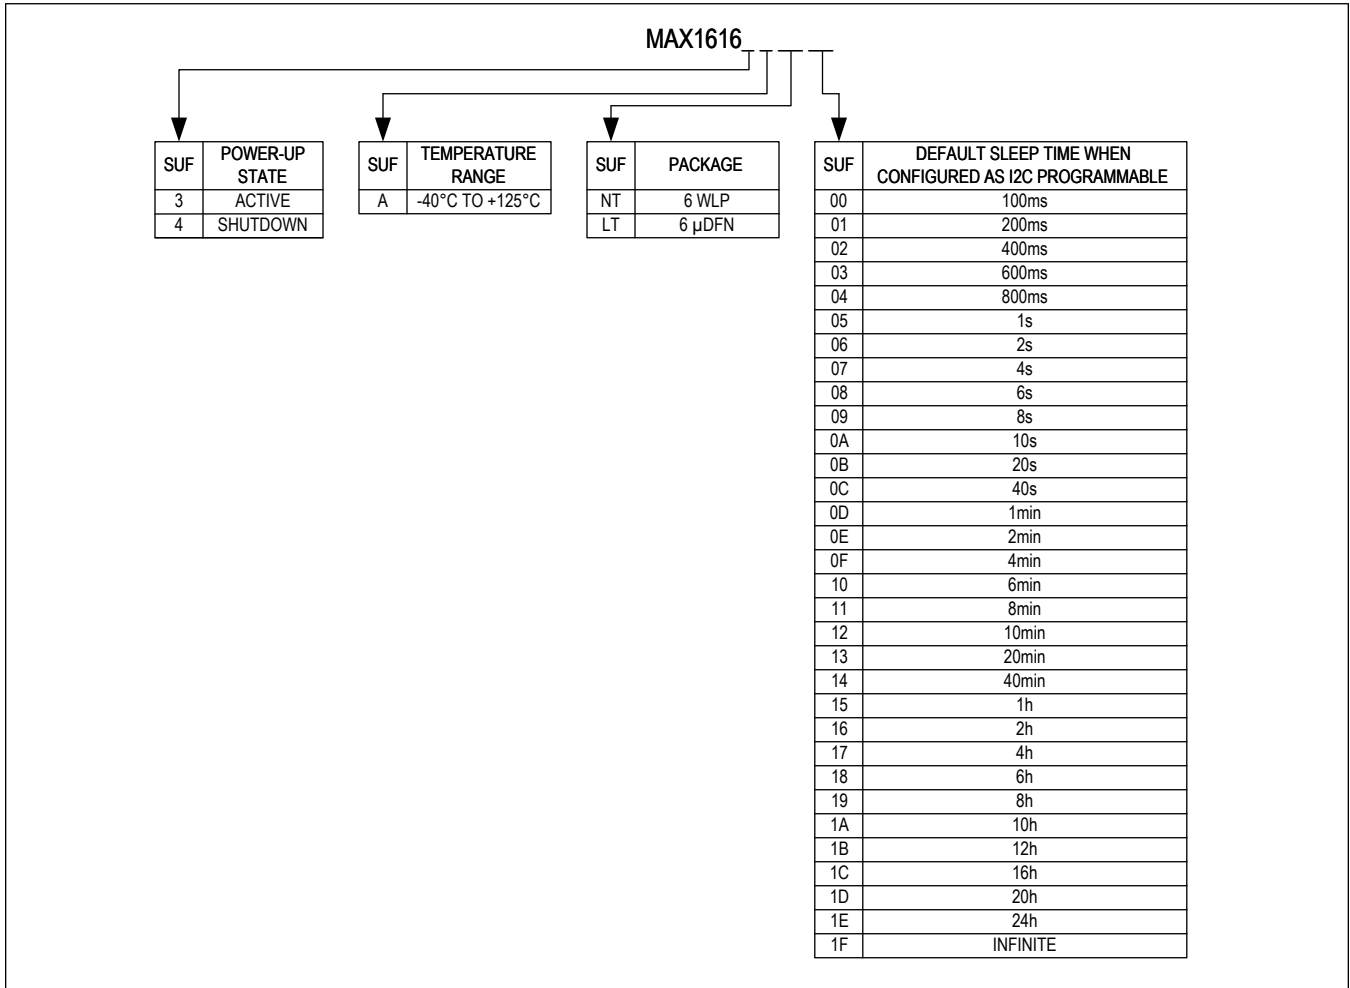 MAX1616_ _ _ _
SUF POWER-UP STATE
3 ACTIVE
4 SHUTDOWN
SUF TEMPERATURE RANGE
A -40°C TO +125°C
SUF PACKAGE
NT 6 WLP
LT 6 µDFN
SUF DEFAULT SLEEP TIME WHEN
CONFIGURED AS I2C PROGRAMMABLE
00 100ms
01 200ms
02 400ms
03 600ms
04 800ms
05 1s
06 2s
07 4s
08 6s
09 8s
0A 10s
0B 20s
0C 40s
0D 1min
0E 2min
0F 4min
10 6min
11 8min
12 10min
13 20min
14 40min
15 1h
16 2h
17 4h
18 6h
19 8h
1A 10h
1B 12h
1C 16h
1D 20h
1E 24h
1F INFINITE